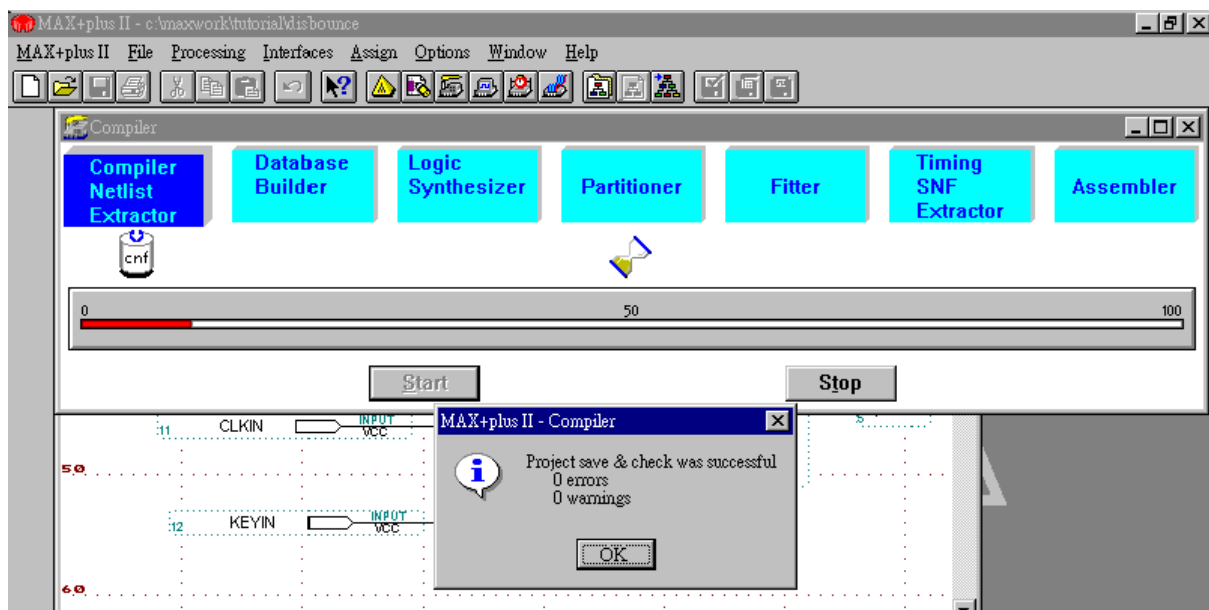 MAX+plus II - c:\maxwork\tutorial\disbounce
MAX+plus II File Processing Interfaces Assign Options Window Help
Compiler
Compiler Netlist Extractor
Database Builder
Logic Synthesizer
Partitioner
Fitter
Timing SNF Extractor
Assembler
cnf
0 50 100
Start Stop
11 CLKIN INPUT VCC
5
MAX+plus II - Compiler
Project save & check was successful
0 errors
0 warnings
OK
50
12 KEYIN INPUT VCC
60